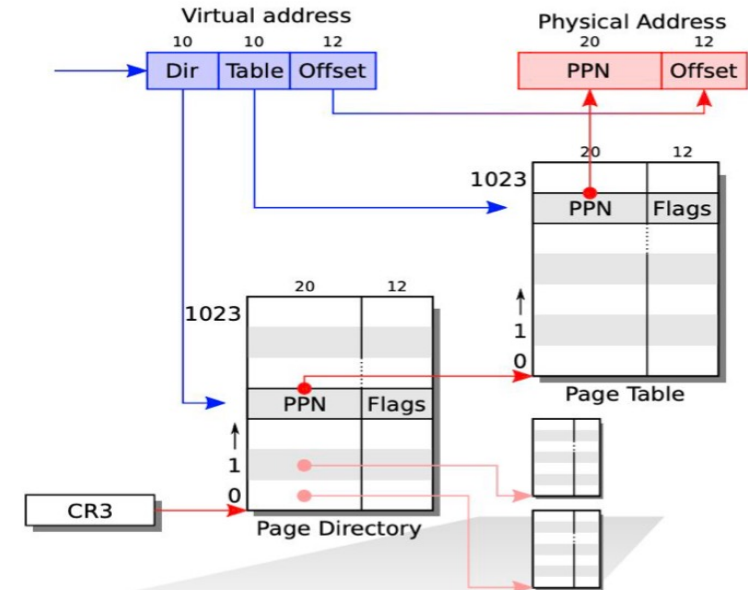 Virtual address
10 10 12
Dir Table Offset
Physical Address
20 12
PPN Offset
20 12
1023
PPN Flags
1
0
Page Table
20 12
1023
PPN Flags
1
0
Page Directory
CR3